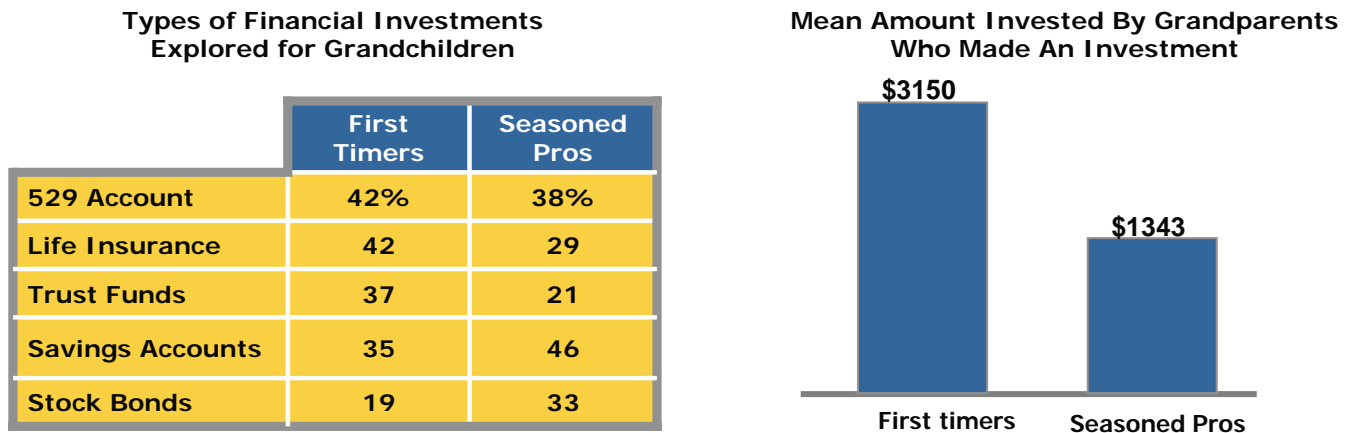 Types of Financial Investments
Explored for Grandchildren
First
Timers
Seasoned
Pros
529 Account 42% 38%
Life Insurance 42 29
Trust Funds 37 21
Savings Accounts 35 46
Stock Bonds 19 33
Mean Amount Invested By Grandparents
Who Made An Investment
$3150
$1343
First timers
Seasoned Pros